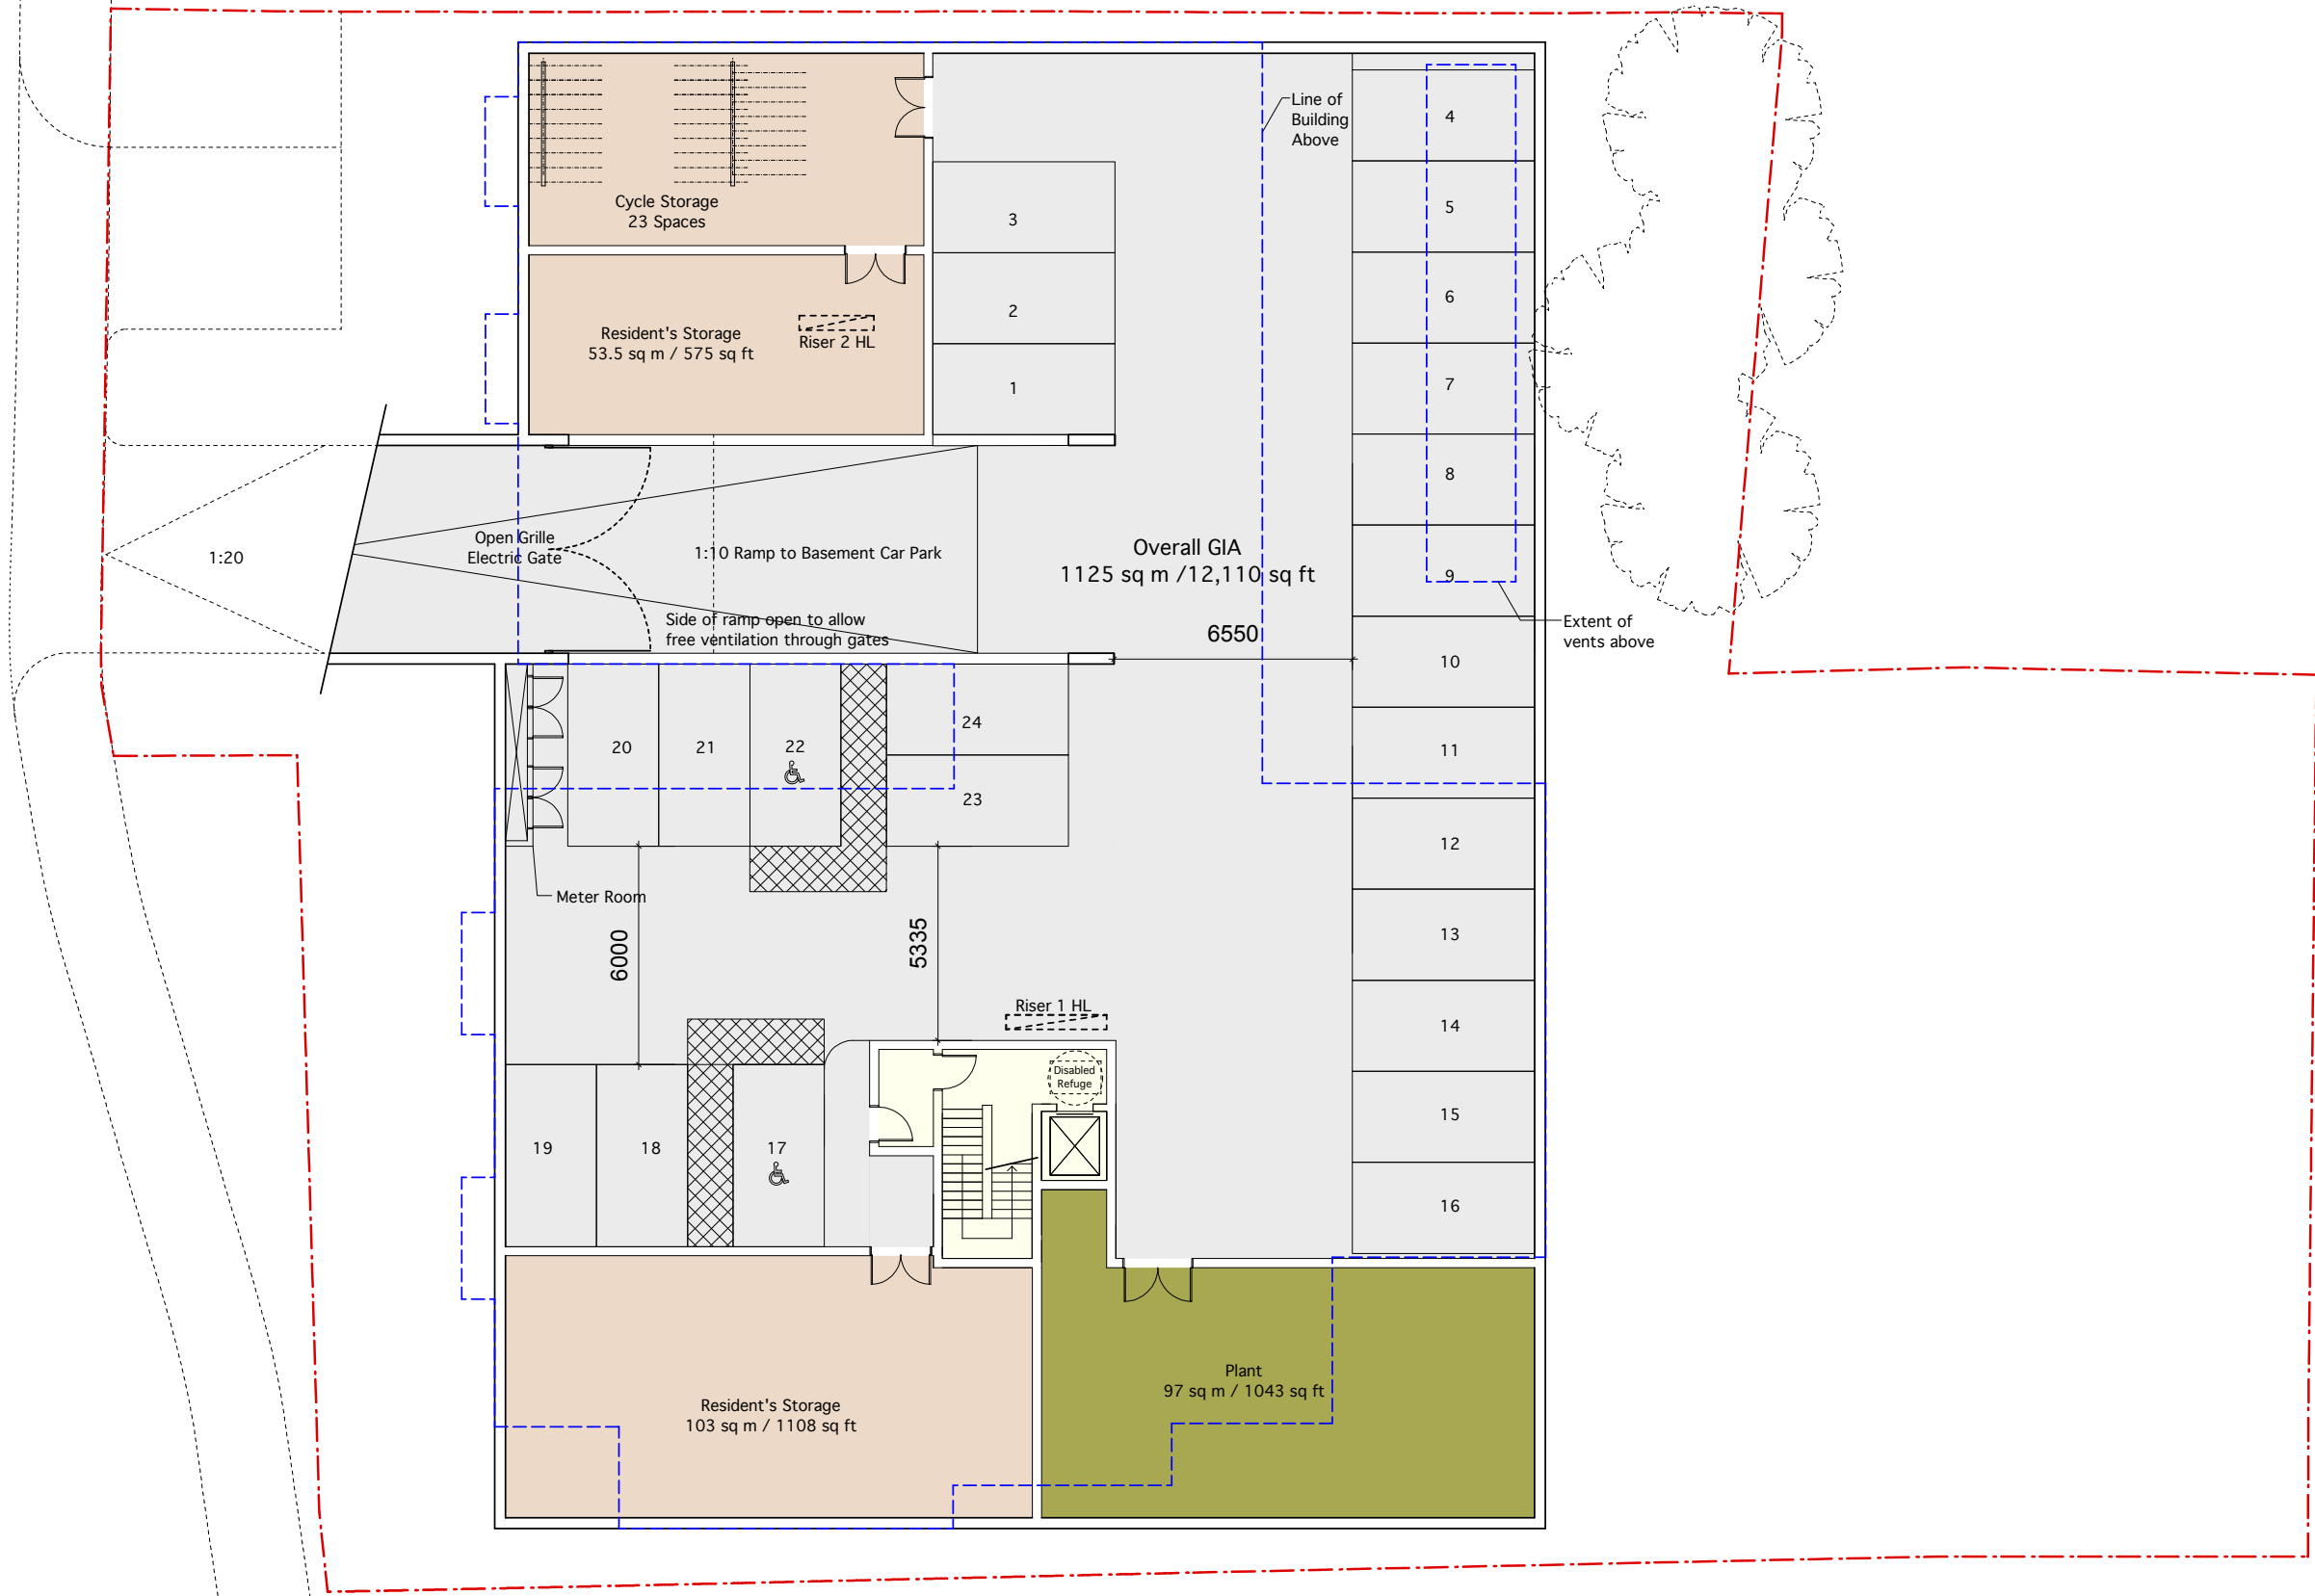 Line of
Building
Above
4
5
6
7
8
9
10
11
12
13
14
15
16
Cycle Storage
23 Spaces
3
2
1
Resident's Storage
53.5 sq m / 575 sq ft
Riser 2 HL
1:20
Open Grille
Electric Gate
1:10 Ramp to Basement Car Park
Side of ramp open to allow
free ventilation through gates
Overall GIA
1125 sq m /12,110 sq ft
6550
Extent of
vents above
20
21
22
24
23
Meter Room
6000
5335
Riser 1 HL
Disabled
Refuge
19
18
17
Resident's Storage
103 sq m / 1108 sq ft
Plant
97 sq m / 1043 sq ft